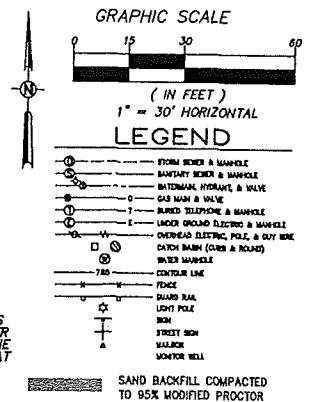 GRAPHIC SCALE
0 15 30 60
( IN FEET )
1" = 30' HORIZONTAL
N
LEGEND
D STORM SEWER & MANHOLE
S SANITARY SEWER & MANHOLE
WATERMAIN, HYDRANT, & VALVE
G GAS MAIN & VALVE
T T BURIED TELEPHONE & MANHOLE
E E UNDER GROUND ELECTRIC & MANHOLE
W OVERHEAD ELECTRIC, POLE, & GUY WIRE
CATCH BASIN (CURB & ROUND)
WATER MANHOLE
785 CONTOUR LINE
FENCE
GUARD RAIL
LIGHT POLE
SIGN
STREET SIGN
MAILBOX
MONITOR WELL
SAND BACKFILL COMPACTED
TO 95% MODIFIED PROCTOR